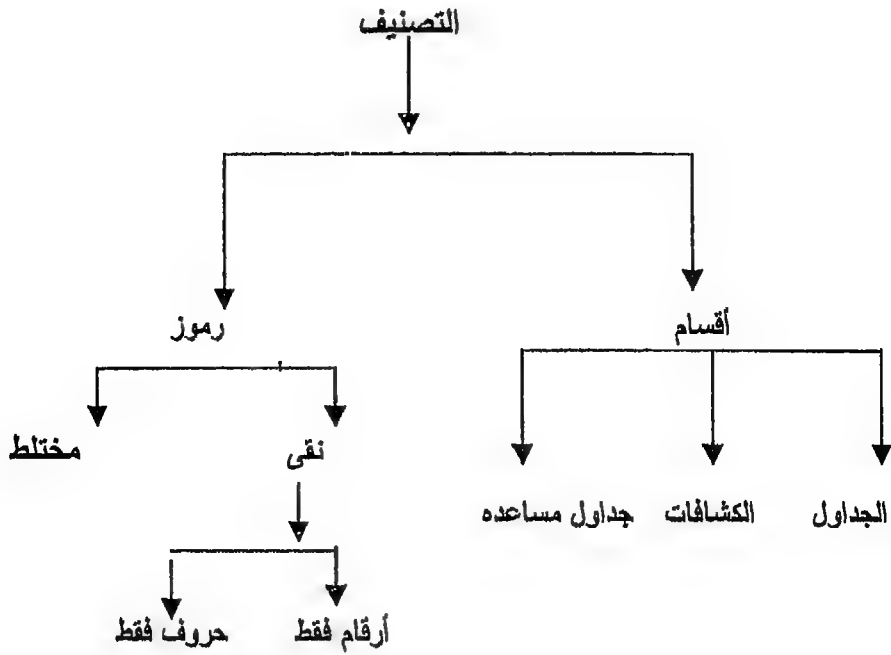 التصنيف
أقسام
رموز
الجداول
الكشافات
جداول مساعده
نقى
مختلط
أرقام فقط
حروف فقط